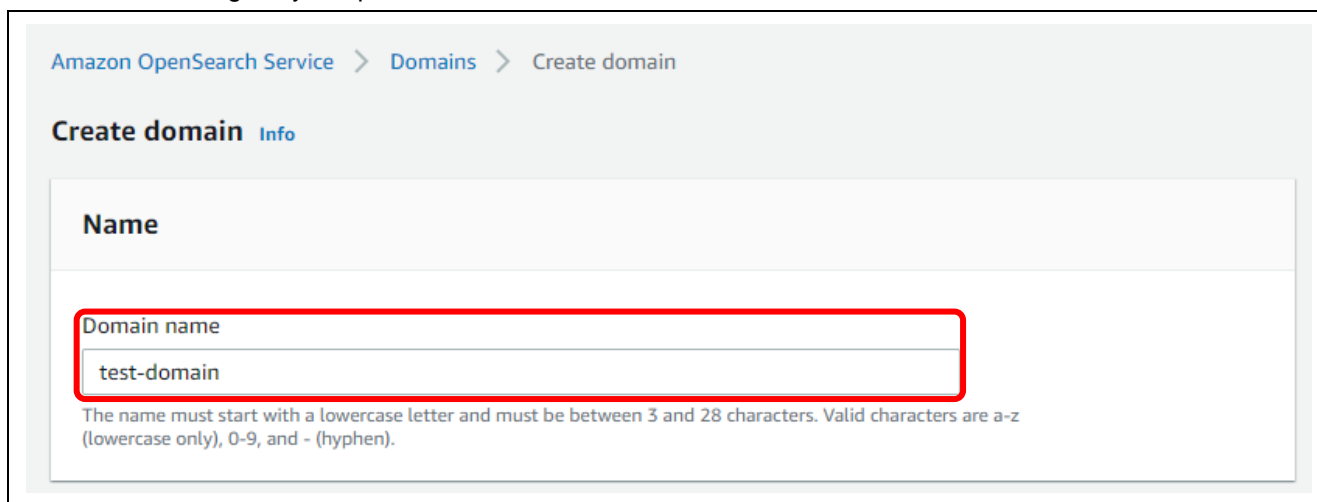 Amazon OpenSearch Service > Domains > Create domain
Create domain Info
Name
Domain name
test-domain
The name must start with a lowercase letter and must be between 3 and 28 characters. Valid characters are a-z
(lowercase only), 0-9, and - (hyphen).